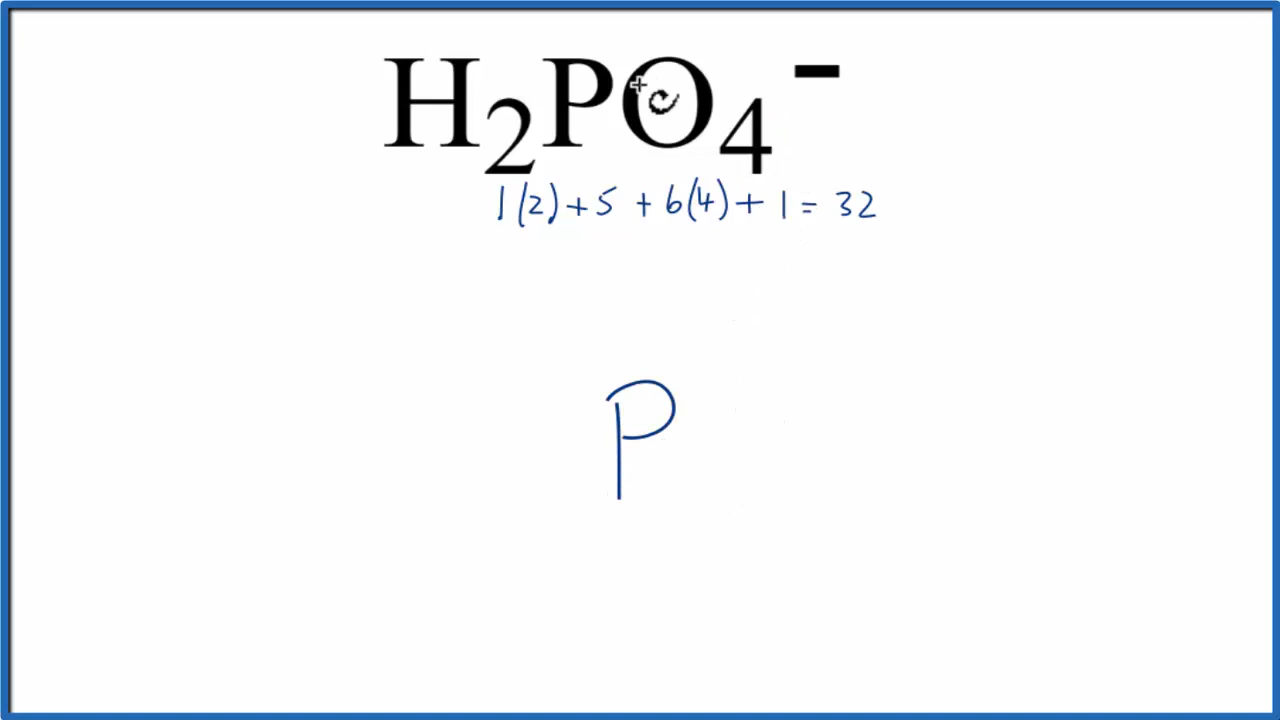 H₂PO₄⁻
1(2)+5 +6(4)+ 1 = 32
P